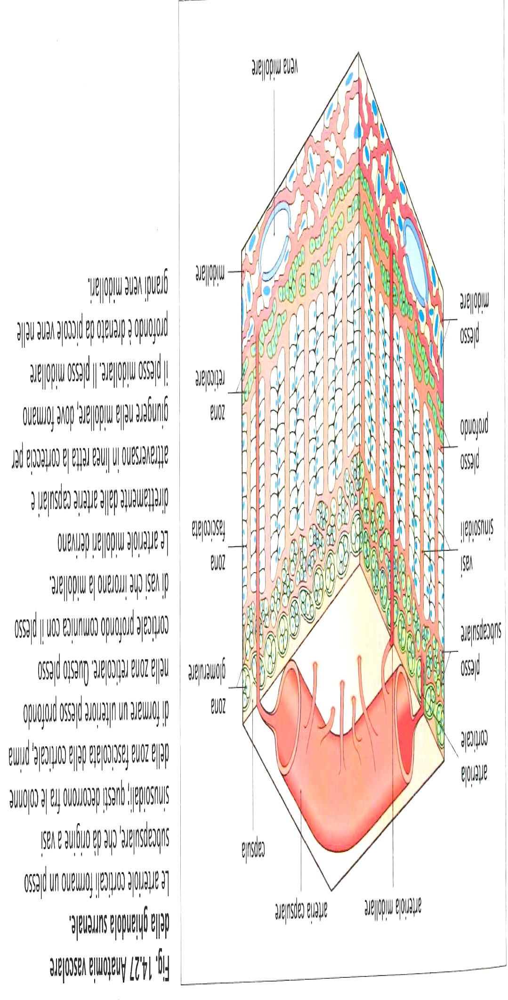 Fig. 14.27 Anatomia vascolare
della ghiandola surrenale.
Le arteriole corticali formano un plesso
subcapsulare, che dà origine a vasi
sinusoidali; questi decorrono fra le colonne
della zona fascicolata della corticale, prima
di formare un ulteriore plesso profondo
nella zona reticolare. Questo plesso
corticale profondo comunica con il plesso
di vasi che irrorano la midollare.
Le arteriole midollari derivano
direttamente dalle arterie capsulari e
attraversano in linea retta la corteccia per
giungere nella midollare, dove formano
il plesso midollare. Il plesso midollare
profondo è drenato da piccole vene nelle
grandi vene midollari.
arteriola midollare
arteria capsulare
capsula
arteriola
corticale
plesso
subcapsulare
vasi
sinusoidali
plesso
profondo
plesso
midollare
zona
glomerulare
zona
fascicolata
zona
reticolare
midollare
vena midollare